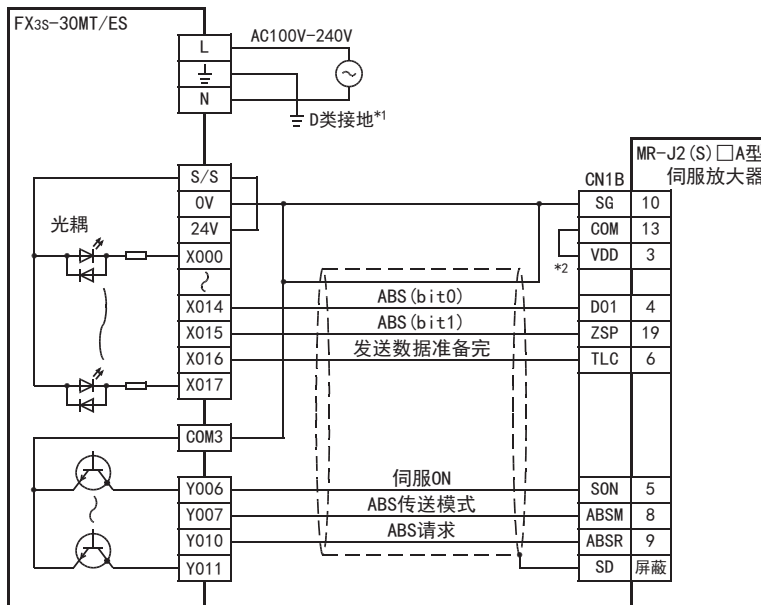 FX3S-30MT/ES
L
AC100V-240V
N
D类接地*1
MR-J2(S)□A型
伺服放大器
CN1B
S/S
0V
24V
光耦
X000
X014
X015
X016
X017
COM3
Y006
Y007
Y010
Y011
ABS(bit0)
ABS(bit1)
发送数据准备完
伺服ON
ABS传送模式
ABS请求
*2
SG 10
COM 13
VDD 3
DO1 4
ZSP 19
TLC 6
SON 5
ABSM 8
ABSR 9
SD 屏蔽